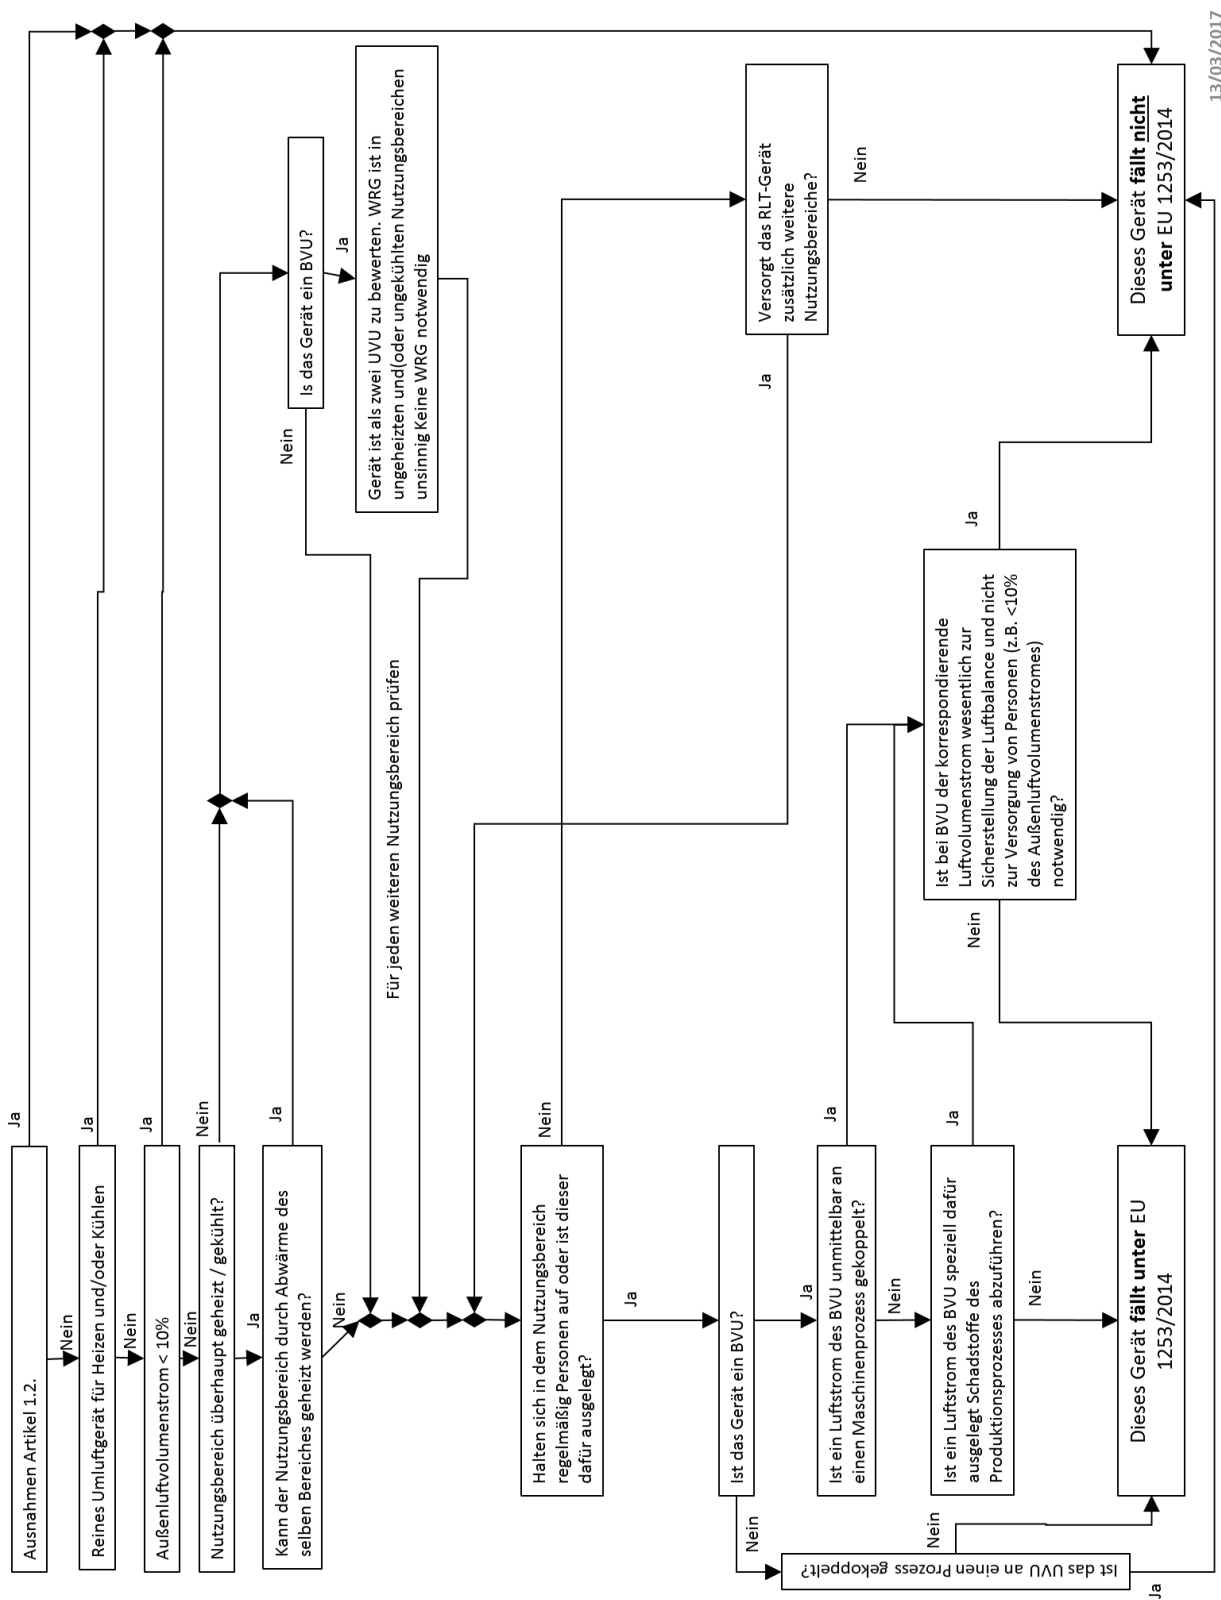 Ausnahmen Artikel 1.2.
Ja
Nein
Reines Umluftgerät für Heizen und/oder Kühlen
Ja
Nein
Außenluftvolumenstrom < 10%
Ja
Nein
Nutzungsbereich überhaupt geheizt / gekühlt?
Nein
Ja
Kann der Nutzungsbereich durch Abwärme des
selben Bereiches geheizt werden?
Ja
Nein
Is das Gerät ein BVU?
Nein
Ja
Gerät ist als zwei UVU zu bewerten. WRG ist in
ungeheizten und(oder ungekühlten Nutzungsbereichen
unsinnig Keine WRG notwendig
Für jeden weiteren Nutzungsbereich prüfen
Halten sich in dem Nutzungsbereich
regelmäßig Personen auf oder ist dieser
dafür ausgelegt?
Nein
Ja
Versorgt das RLT-Gerät
zusätzlich weitere
Nutzungsbereiche?
Ja
Nein
Ist das Gerät ein BVU?
Nein
Ja
Ist das UVU an einen Prozess gekoppelt?
Nein
Ja
Ist ein Luftstrom des BVU unmittelbar an
einen Maschinenprozess gekoppelt?
Ja
Nein
Ist ein Luftstrom des BVU speziell dafür
ausgelegt Schadstoffe des
Produktionsprozesses abzuführen?
Ja
Nein
Ist bei BVU der korrespondierende
Luftvolumenstrom wesentlich zur
Sicherstellung der Luftbalance und nicht
zur Versorgung von Personen (z.B. <10%
des Außenluftvolumenstromes)
notwendig?
Nein
Ja
Dieses Gerät fällt unter EU
1253/2014
Dieses Gerät fällt nicht
unter EU 1253/2014
13/03/2017